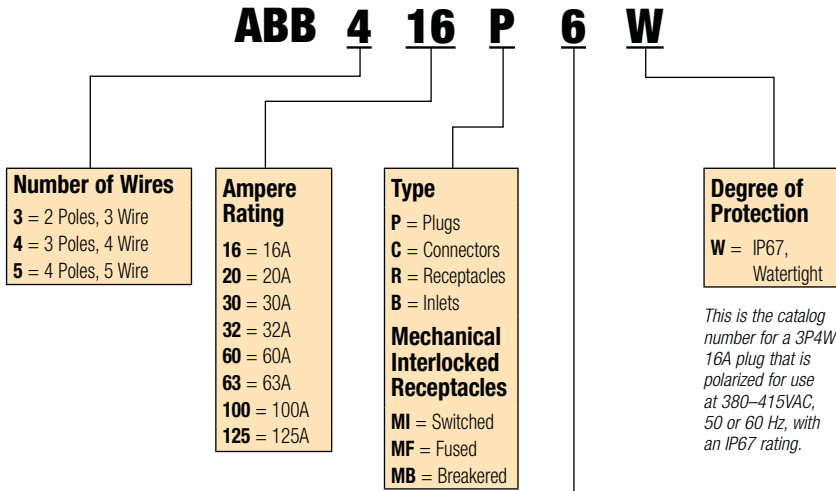 ABB 4 16 P 6 W
Number of Wires
3 = 2 Poles, 3 Wire
4 = 3 Poles, 4 Wire
5 = 4 Poles, 5 Wire
Ampere
Rating
16 = 16A
20 = 20A
30 = 30A
32 = 32A
60 = 60A
63 = 63A
100 = 100A
125 = 125A
Type
P = Plugs
C = Connectors
R = Receptacles
B = Inlets
Mechanical
Interlocked
Receptacles
MI = Switched
MF = Fused
MB = Breakered
Degree of
Protection
W = IP67,
Watertight
This is the catalog
number for a 3P4W
16A plug that is
polarized for use
at 380–415VAC,
50 or 60 Hz, with
an IP67 rating.